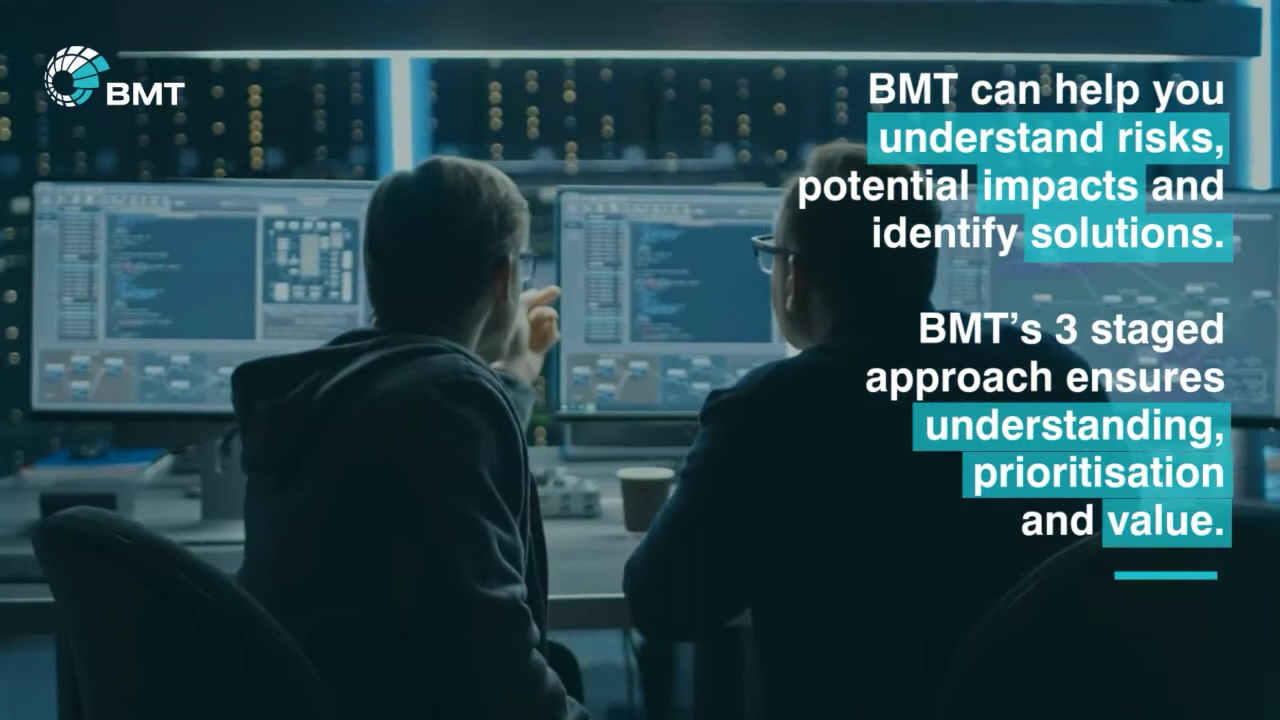 BMT
BMT can help you
understand risks,
potential impacts and
identify solutions.
BMT’s 3 staged
approach ensures
understanding,
prioritisation
and value.